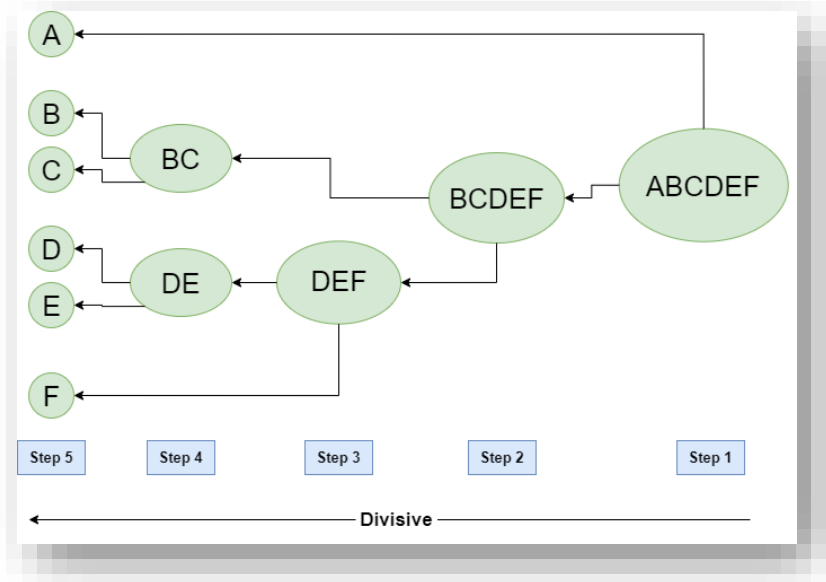 A
B
C
BC
ABCDEF
BCDEF
D
E
DE
DEF
F
Step 5
Step 4
Step 3
Step 2
Step 1
Divisive